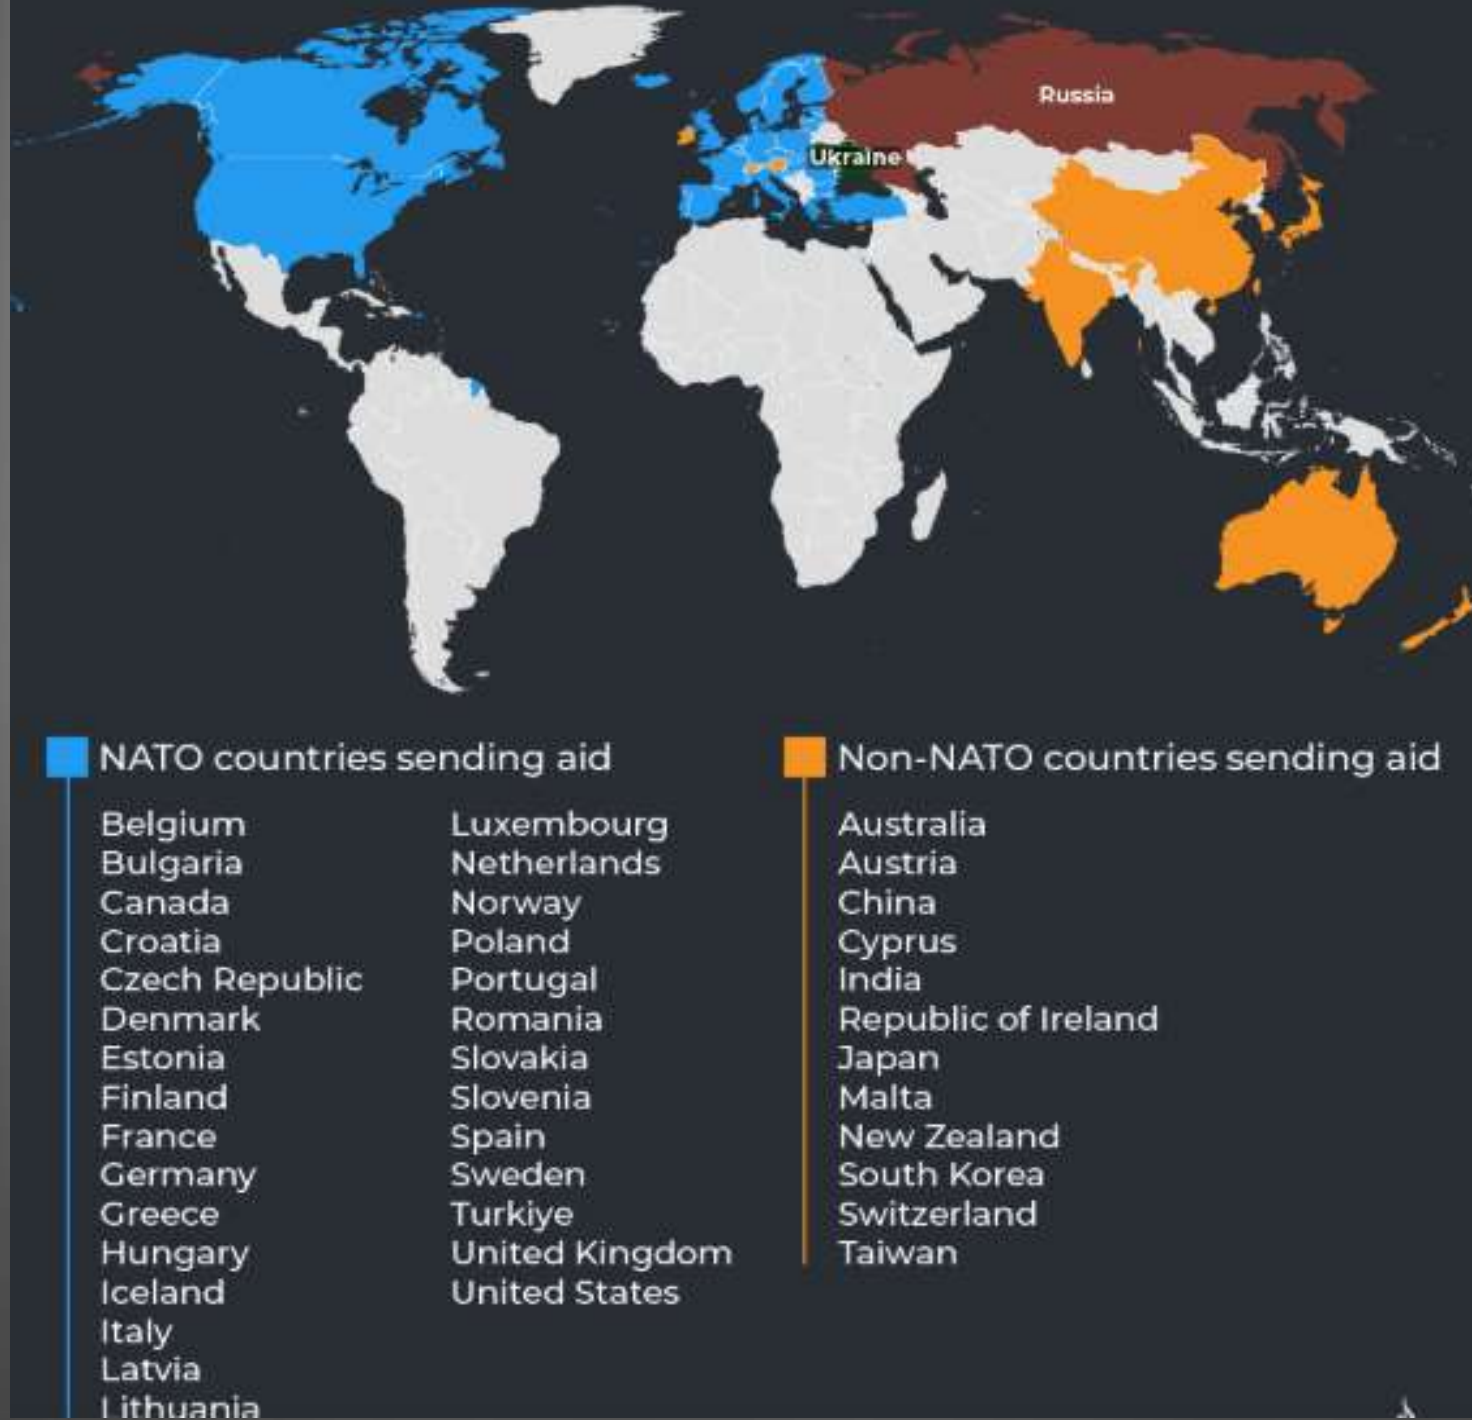 Russia
Ukraine
NATO countries sending aid
Belgium
Bulgaria
Canada
Croatia
Czech Republic
Denmark
Estonia
Finland
France
Germany
Greece
Hungary
Iceland
Italy
Latvia
Lithuania
Luxembourg
Netherlands
Norway
Poland
Portugal
Romania
Slovakia
Slovenia
Spain
Sweden
Turkiye
United Kingdom
United States
Non-NATO countries sending aid
Australia
Austria
China
Cyprus
India
Republic of Ireland
Japan
Malta
New Zealand
South Korea
Switzerland
Taiwan